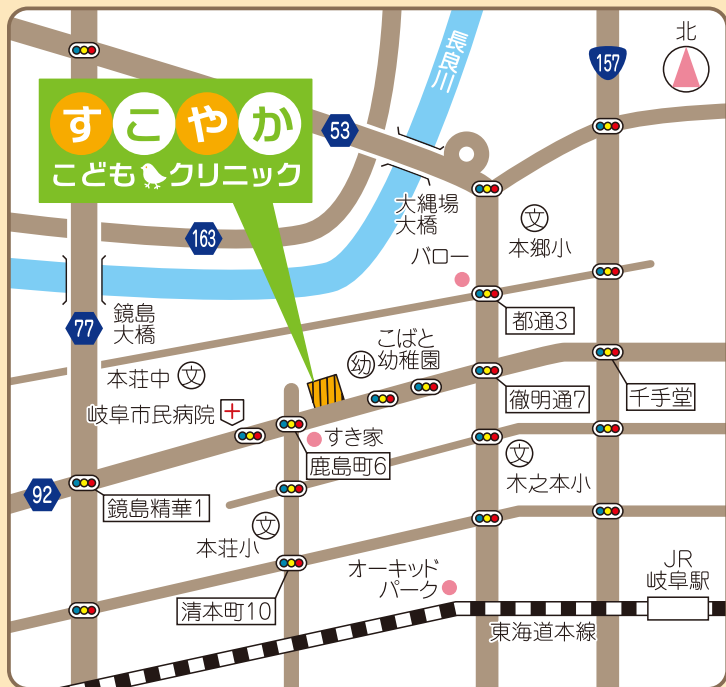 北
157
長
良
川
すこやか
こどもクリニック
53
大縄場
大橋
文
本郷小
163
バロー
鏡島
大橋
77
都通3
こばと
幼稚園
幼
本荘中
文
千手堂
徹明通7
岐阜市民病院
すき家
鹿島町6
92
鏡島精華1
文
木之本小
文
本荘小
オーキッド
パーク
JR
岐阜駅
清本町10
東海道本線